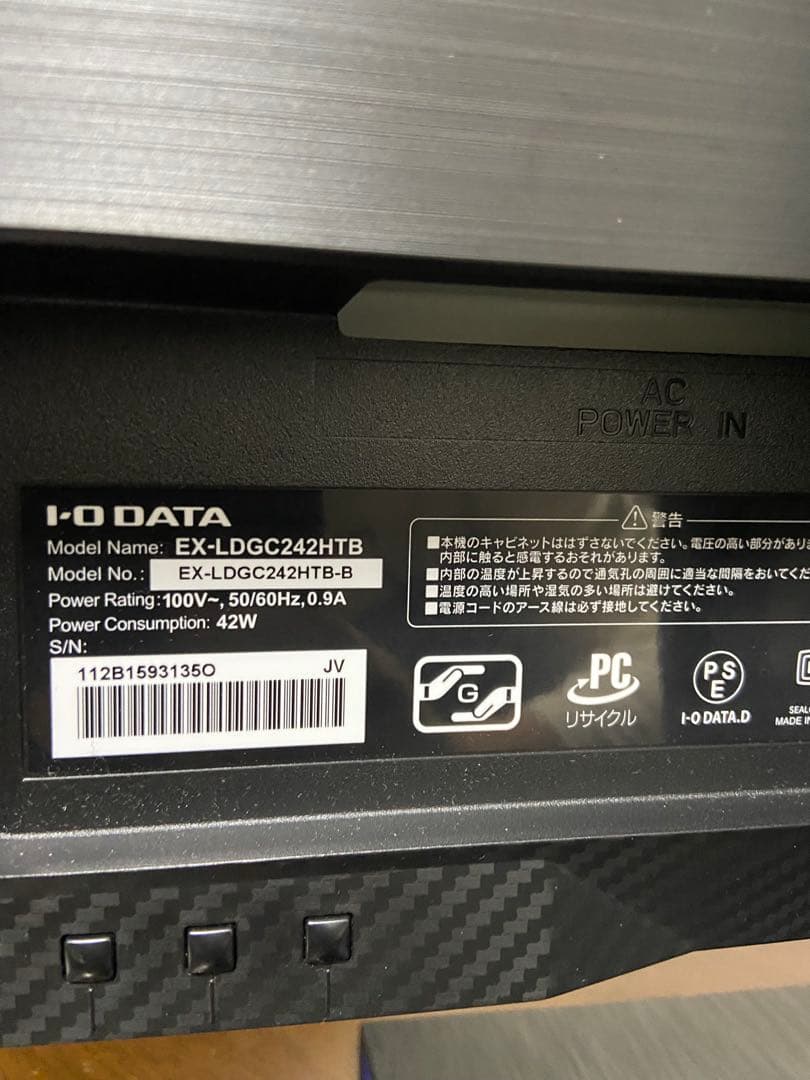 AC
POWER IN
I-O DATA
Model Name: EX-LDGC242HTB
Model No.: EX-LDGC242HTB-B
Power Rating:100V~, 50/60Hz,0.9A
Power Consumption: 42W
S/N:
112B1593135O JV
警告
■本機のキャビネットははずさないでください。電圧の高い部分があり
内部に触ると感電するおそれがあります。
■内部の温度が上昇するので通気孔の周囲に適当な間隔をおいてくだ
■温度の高い場所や湿気の多い場所は避けてください。
■電源コードのアース線は必ず接地してください。
G
PC
リサイクル
PS
E
I-O DATA.D
MADE IN